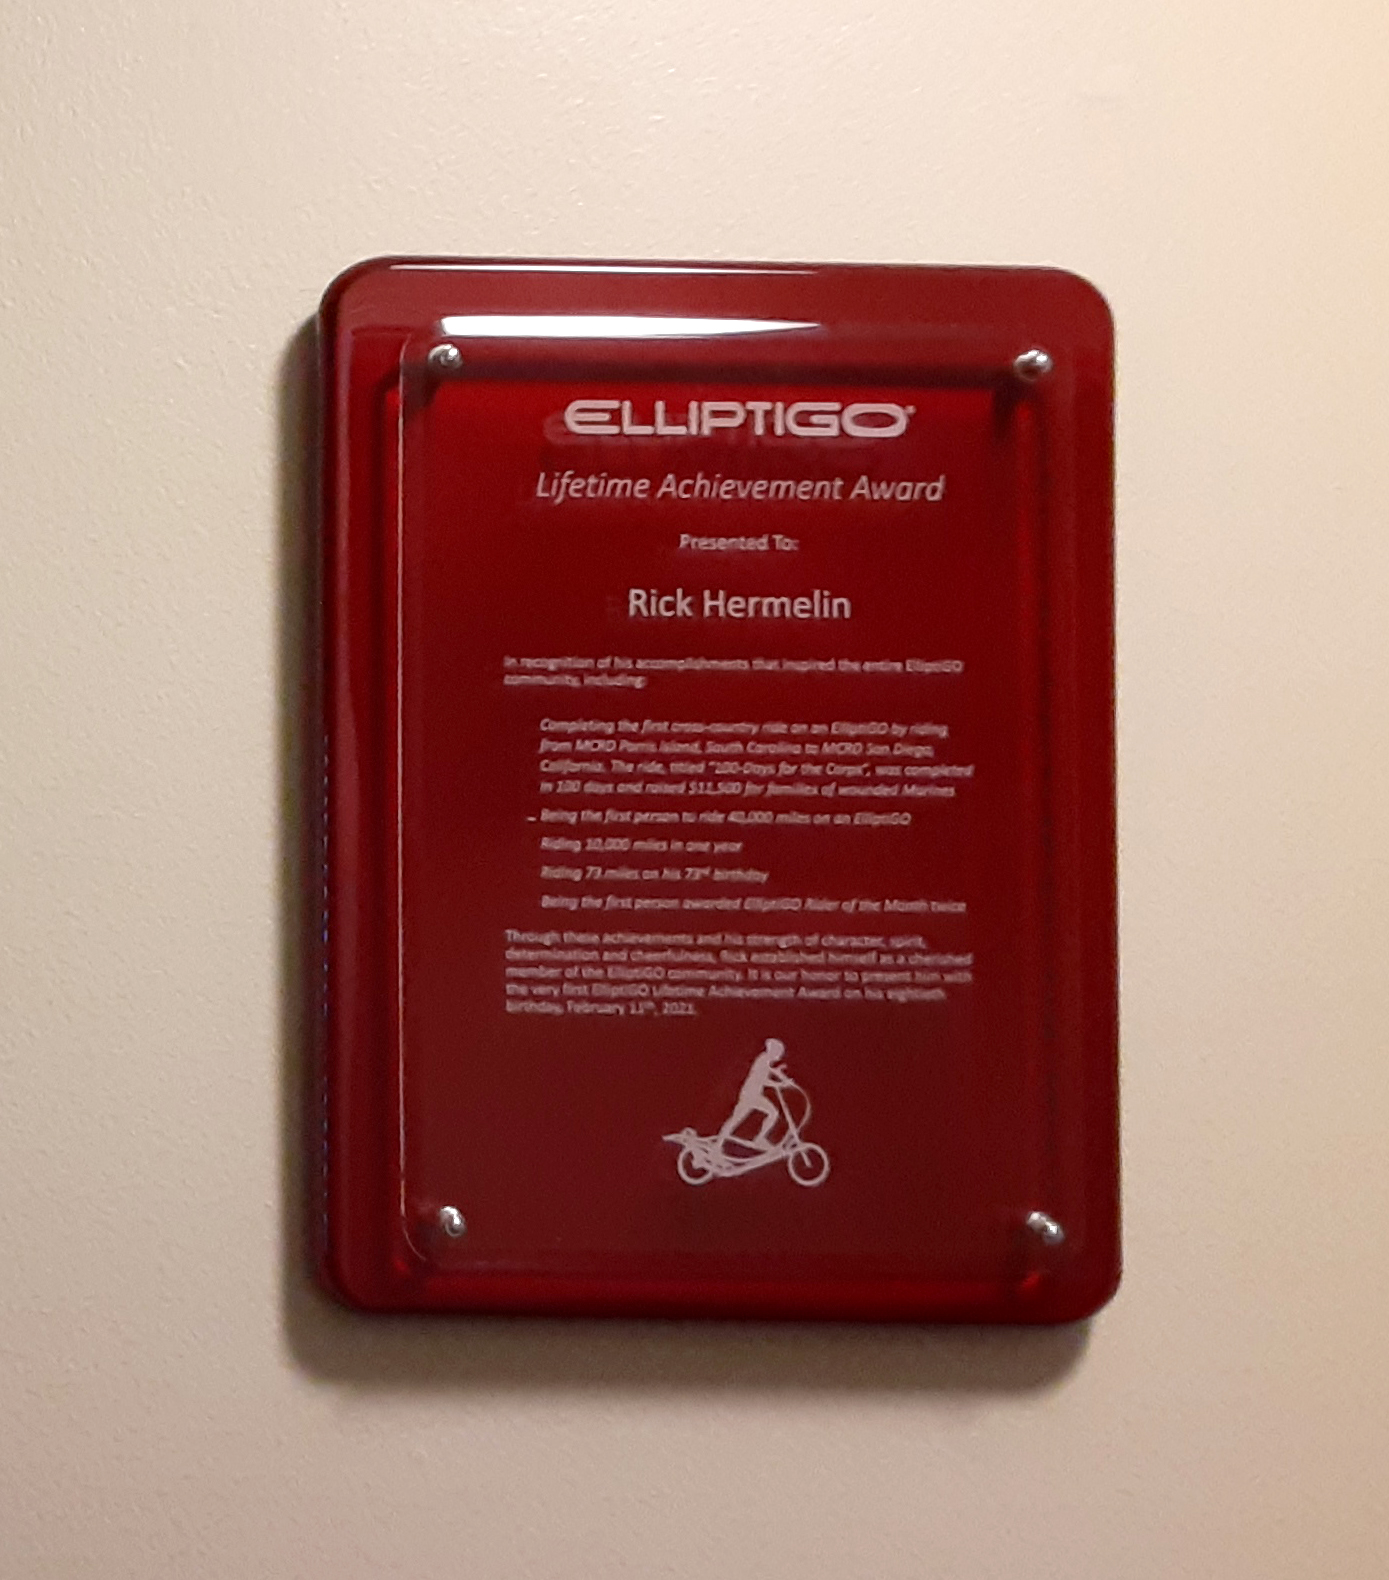 ELLIPTIGO
Lifetime Achievement Award
Presented To:
Rick Hermelin
In recognition of his accomplishments that inspired the entire ElliptiGO
community, including:
Completing the first cross-country ride on an ElliptiGO by riding
from MCRD Parris Island, South Carolina to MCRD San Diego,
California. The ride, titled "100-Days for the Corps", was completed
in 100 days and raised $11,500 for families of wounded Marines
Being the first person to ride 40,000 miles on an ElliptiGO
Riding 10,000 miles in one year
Riding 73 miles on his 73rd birthday
Being the first person awarded ElliptiGO Rider of the Month twice
Through these achievements and his strength of character, spirit,
determination and cheerfulness, Rick established himself as a cherished
member of the ElliptiGO community. It is our honor to present him with
the very first ElliptiGO Lifetime Achievement Award on his eightieth
birthday, February 11th, 2021.